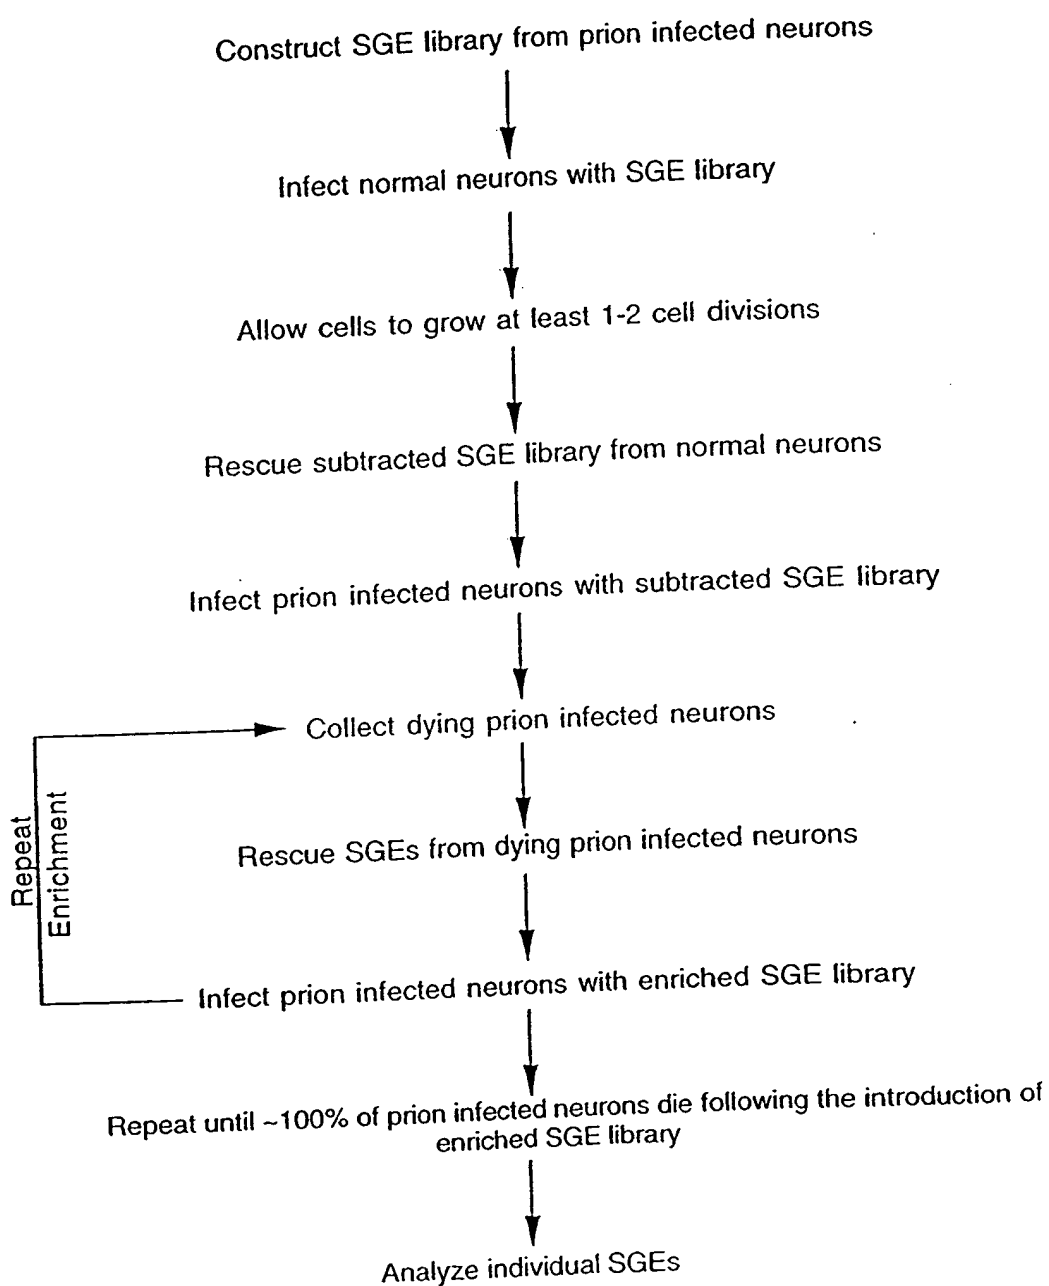 Construct SGE library from prion infected neurons
Infect normal neurons with SGE library
Allow cells to grow at least 1-2 cell divisions
Rescue subtracted SGE library from normal neurons
Infect prion infected neurons with subtracted SGE library
Collect dying prion infected neurons
Repeat
Enrichment
Rescue SGEs from dying prion infected neurons
Infect prion infected neurons with enriched SGE library
Repeat until ~100% of prion infected neurons die following the introduction of
enriched SGE library
Analyze individual SGEs